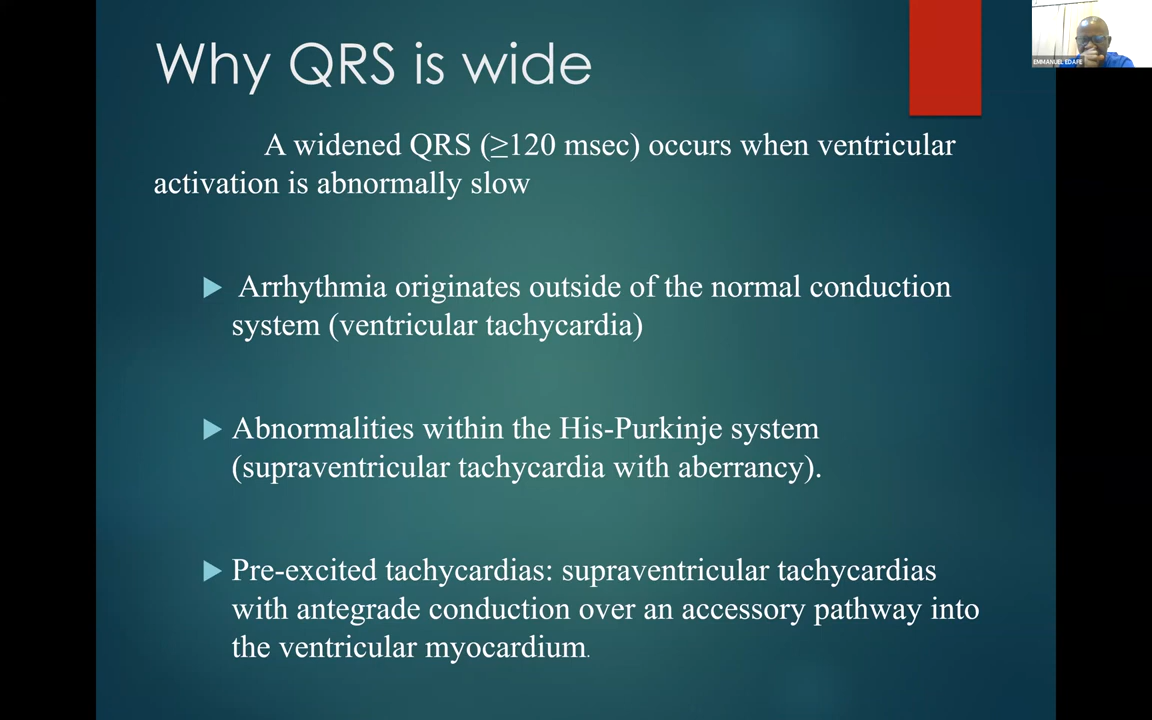 Why QRS is wide
EMMANUEL EDAFE
A widened QRS (≥120 msec) occurs when ventricular
activation is abnormally slow
Arrhythmia originates outside of the normal conduction
system (ventricular tachycardia)
Abnormalities within the His-Purkinje system
(supraventricular tachycardia with aberrancy).
Pre-excited tachycardias: supraventricular tachycardias
with antegrade conduction over an accessory pathway into
the ventricular myocardium.